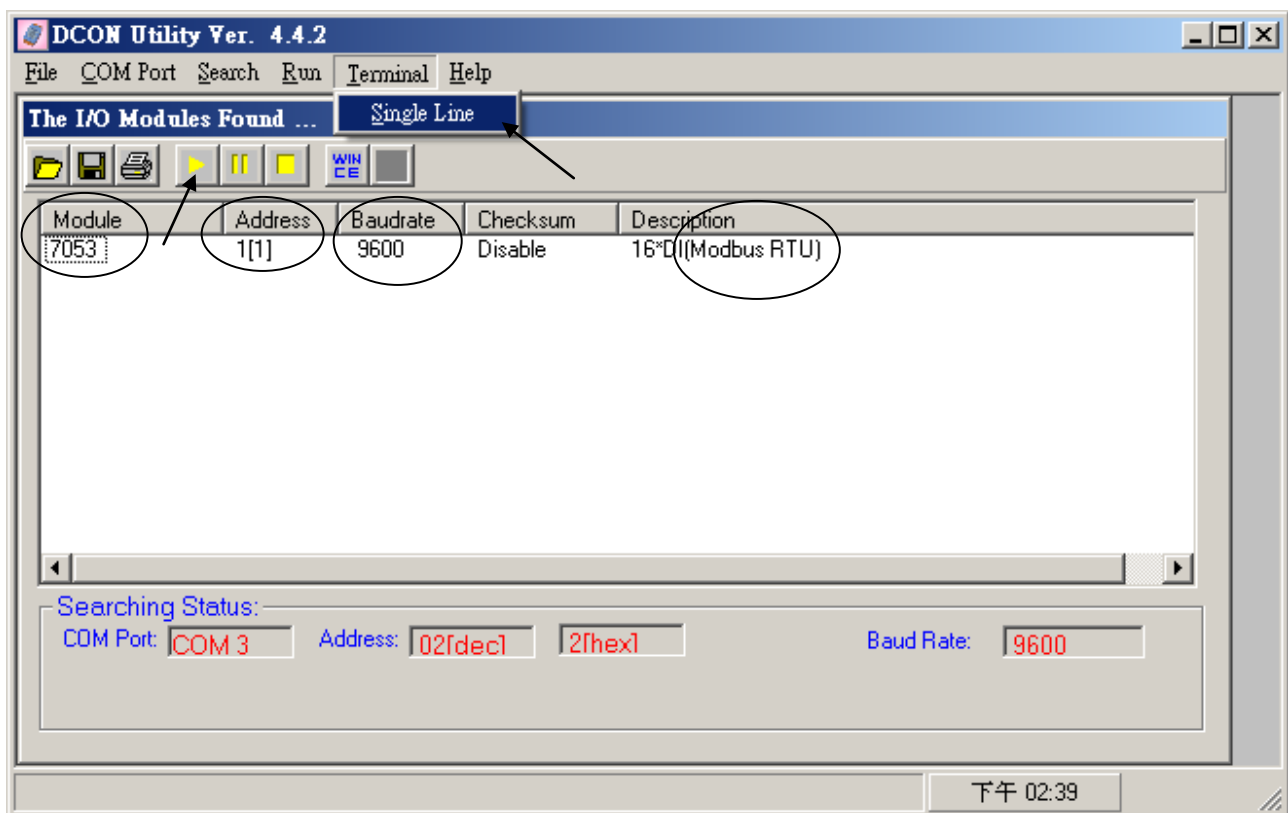 DCON Utility Ver. 4.4.2
File COM Port Search Run Terminal Help
Single Line
The I/O Modules Found ...
WIN CE
Module Address Baudrate Checksum Description
7053 1[1] 9600 Disable 16*DI(Modbus RTU)
Searching Status:
COM Port: COM 3 Address: 02[dec] 2[hex] Baud Rate: 9600
下午 02:39